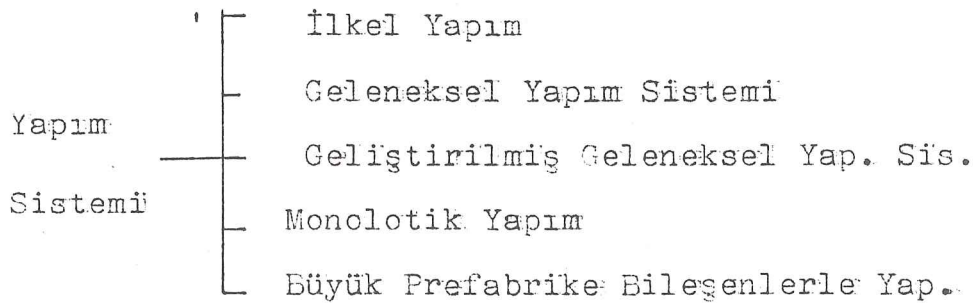 İlkel Yapım
Geleneksel Yapım Sistemi
Yapım
Geliştirilmiş Geleneksel Yap. Sis.
Sistemi
Monolotik Yapım
Büyük Prefabrike Bileşenlerle Yap.